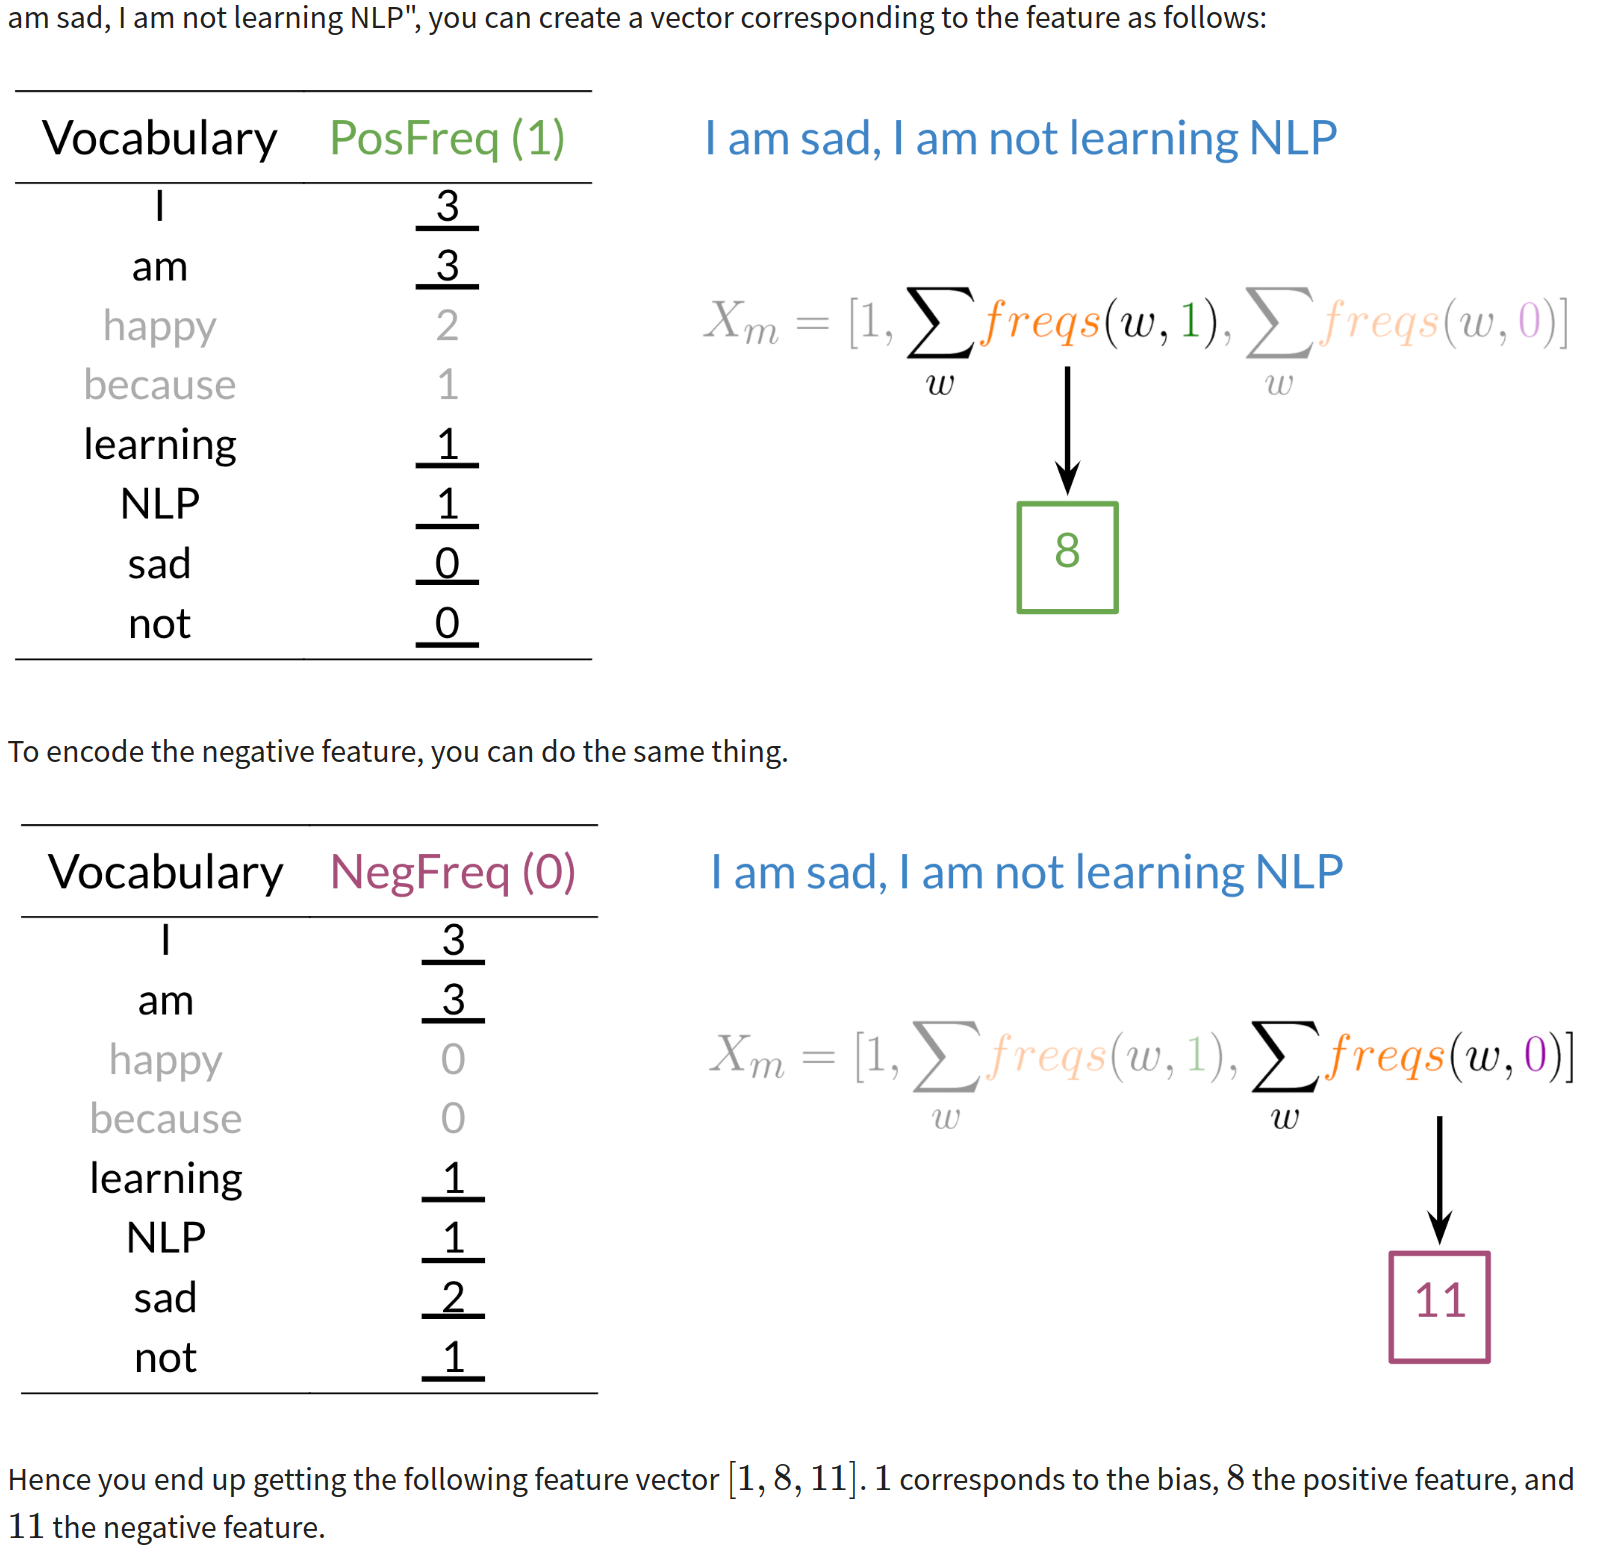 am sad, I am not learning NLP", you can create a vector corresponding to the feature as follows:
Vocabulary PosFreq (1)
I 3
am 3
happy 2
because 1
learning 1
NLP 1
sad 0
not 0
I am sad, I am not learning NLP
X_m = [1, ∑_w freqs(w, 1), ∑_w freqs(w, 0)]
8
To encode the negative feature, you can do the same thing.
Vocabulary NegFreq (0)
I 3
am 3
happy 0
because 0
learning 1
NLP 1
sad 2
not 1
I am sad, I am not learning NLP
X_m = [1, ∑_w freqs(w, 1), ∑_w freqs(w, 0)]
11
Hence you end up getting the following feature vector [1, 8, 11]. 1 corresponds to the bias, 8 the positive feature, and
11 the negative feature.